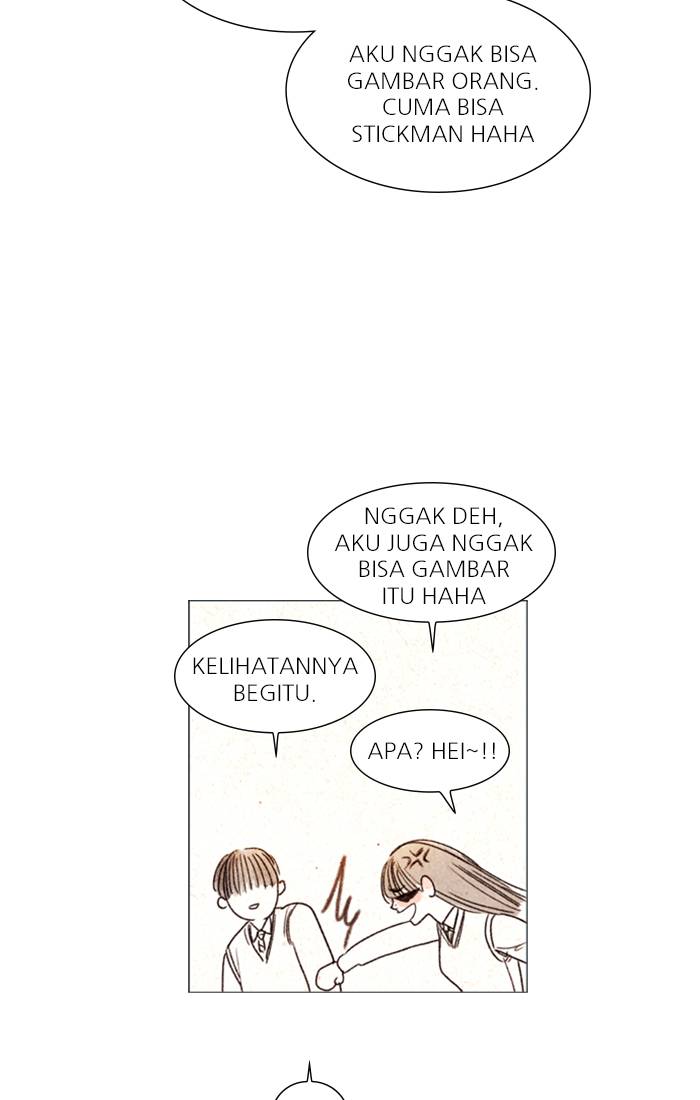 AKU NGGAK BISA
GAMBAR ORANG.
CUMA BISA
STICKMAN HAHA
NGGAK DEH,
AKU JUGA NGGAK
BISA GAMBAR
ITU HAHA
KELIHATANNYA
BEGITU.
APA? HEI~!!